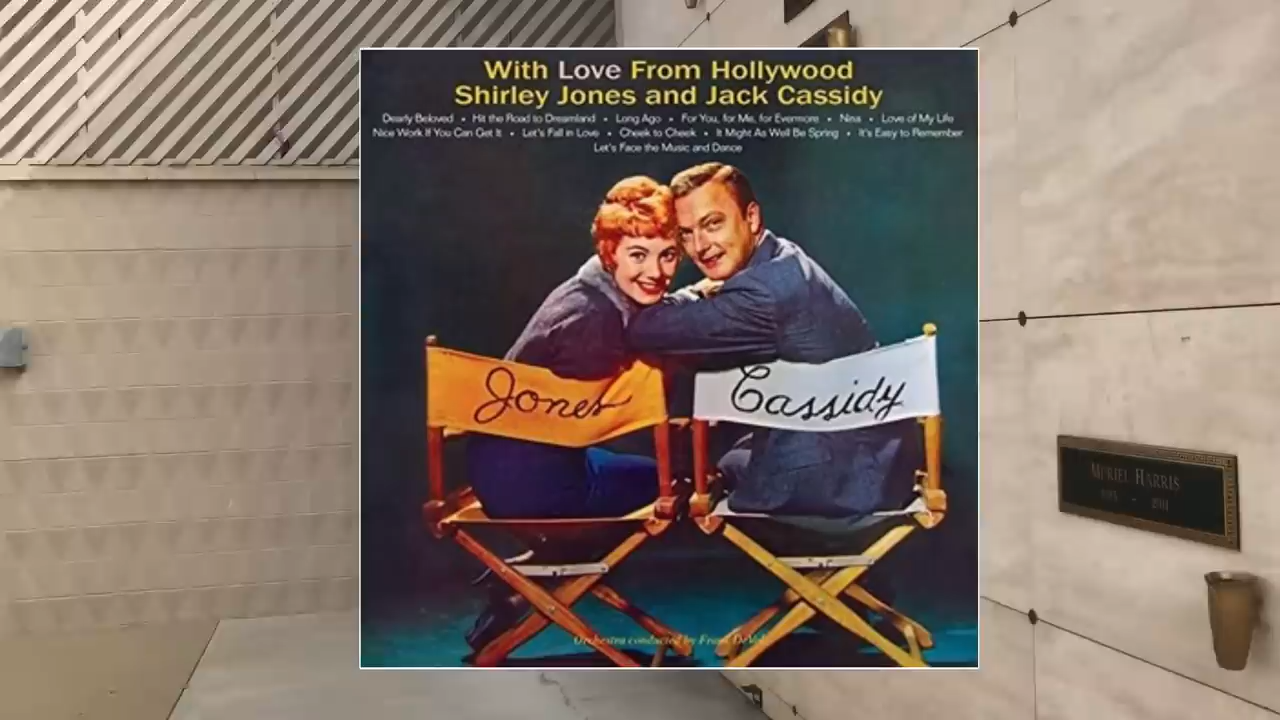 With Love From Hollywood
Shirley Jones and Jack Cassidy
Dearly Beloved • Hit the Road to Dreamland • Long Ago • For You, for Me, for Evermore • Nina • Love of My Life
Nice Work If You Can Get It • Let's Fall in Love • Cheek to Cheek • It Might As Well Be Spring • It's Easy to Remember
Let's Face the Music and Dance
Jones
Cassidy
Orchestra conducted by Frank DeVol
MURIEL HARRIS
2011